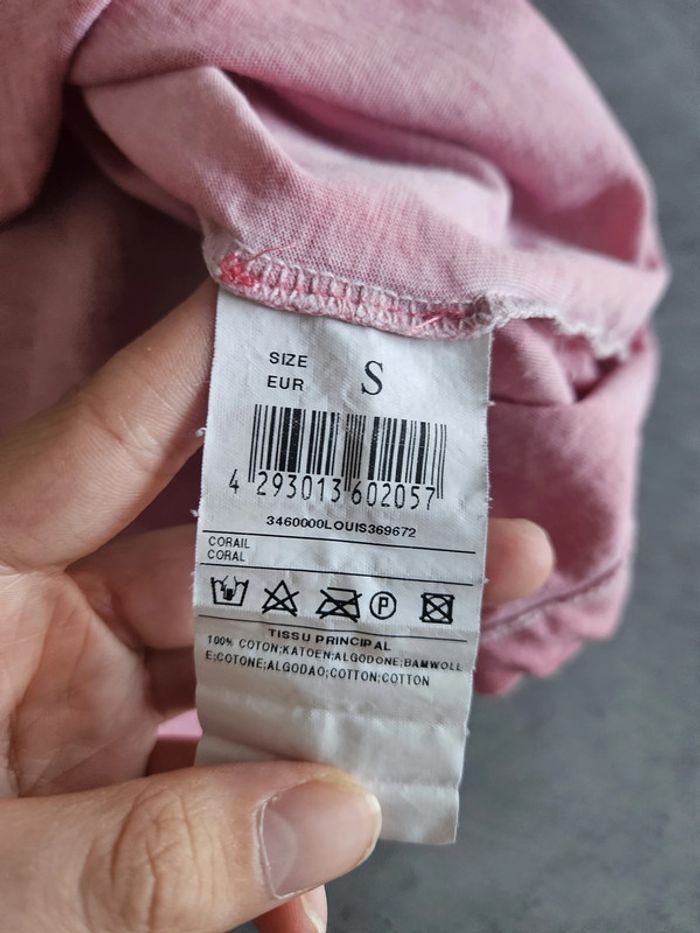 SIZE
EUR
S
4 293013 602057
3460000LOUIS369672
CORAIL
CORAL
P
TISSU PRINCIPAL
100% COTON;KATOEN;ALGODONE;BAMWOLL
E;COTONE;ALGODAO;COTTON;COTTON